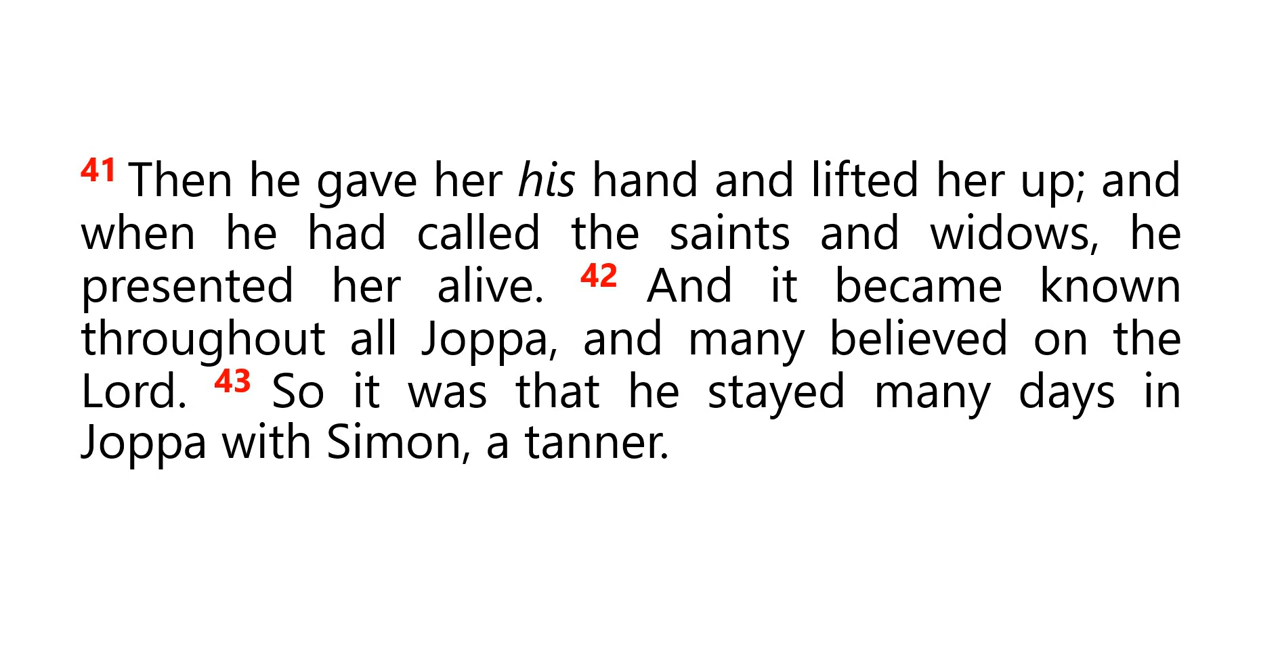 41 Then he gave her his hand and lifted her up; and
when he had called the saints and widows, he
presented her alive. 42 And it became known
throughout all Joppa, and many believed on the
Lord. 43 So it was that he stayed many days in
Joppa with Simon, a tanner.